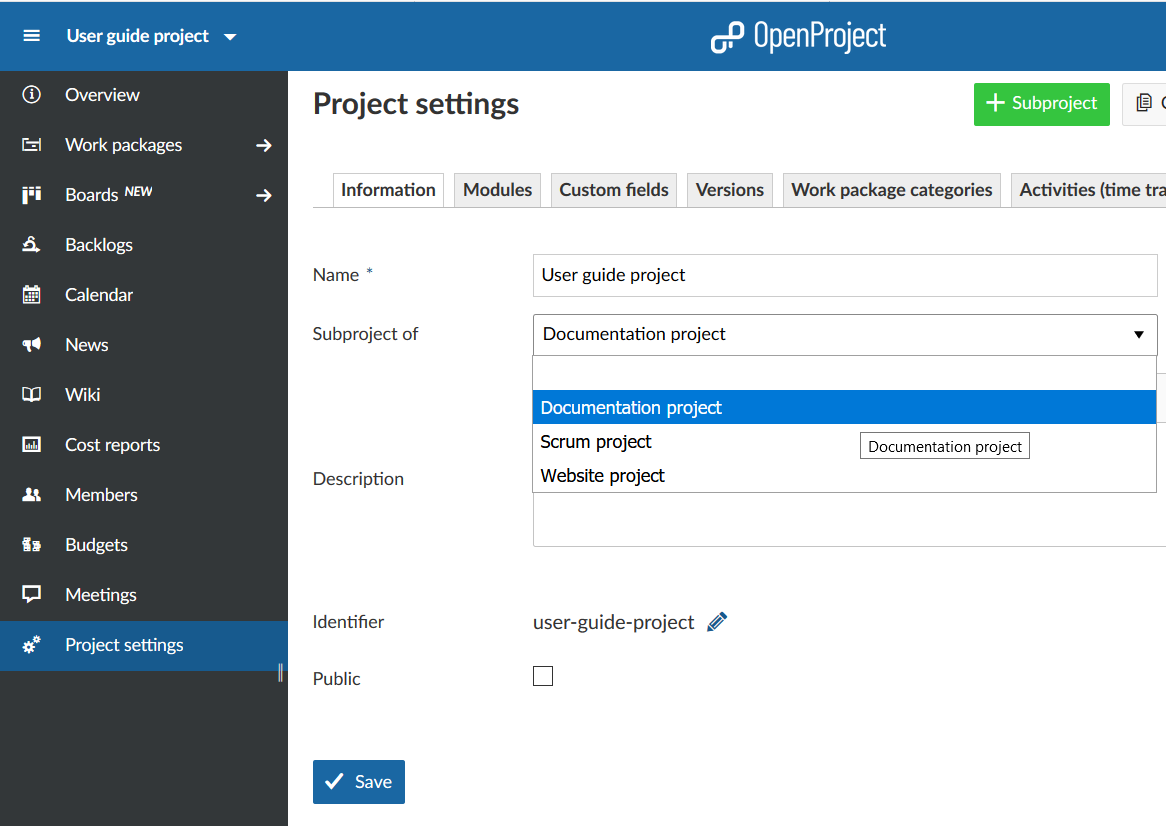 User guide project
OpenProject
Overview
Work packages
Boards NEW
Backlogs
Calendar
News
Wiki
Cost reports
Members
Budgets
Meetings
Project settings
Project settings
Subproject
Information
Modules
Custom fields
Versions
Work package categories
Activities (time tra
Name *
User guide project
Subproject of
Documentation project
Documentation project
Scrum project
Documentation project
Website project
Description
Identifier
user-guide-project
Public
Save